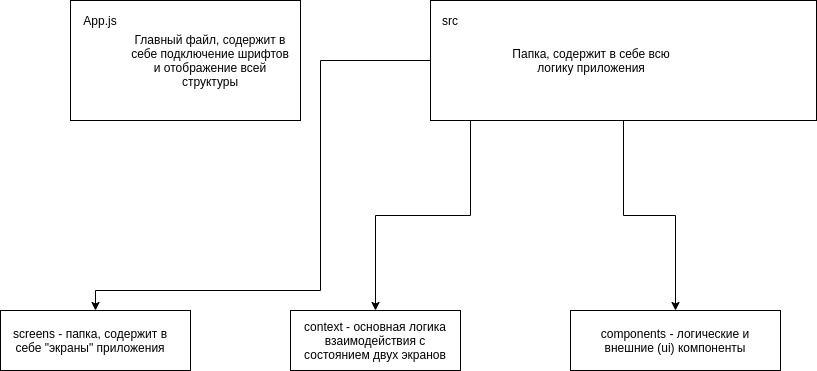 App.js
Главный файл, содержит в
себе подключение шрифтов
и отображение всей
структуры
src
Папка, содержит в себе всю
логику приложения
screens - папка, содержит в
себе "экраны" приложения
context - основная логика
взаимодействия с
состоянием двух экранов
components - логические и
внешние (ui) компоненты